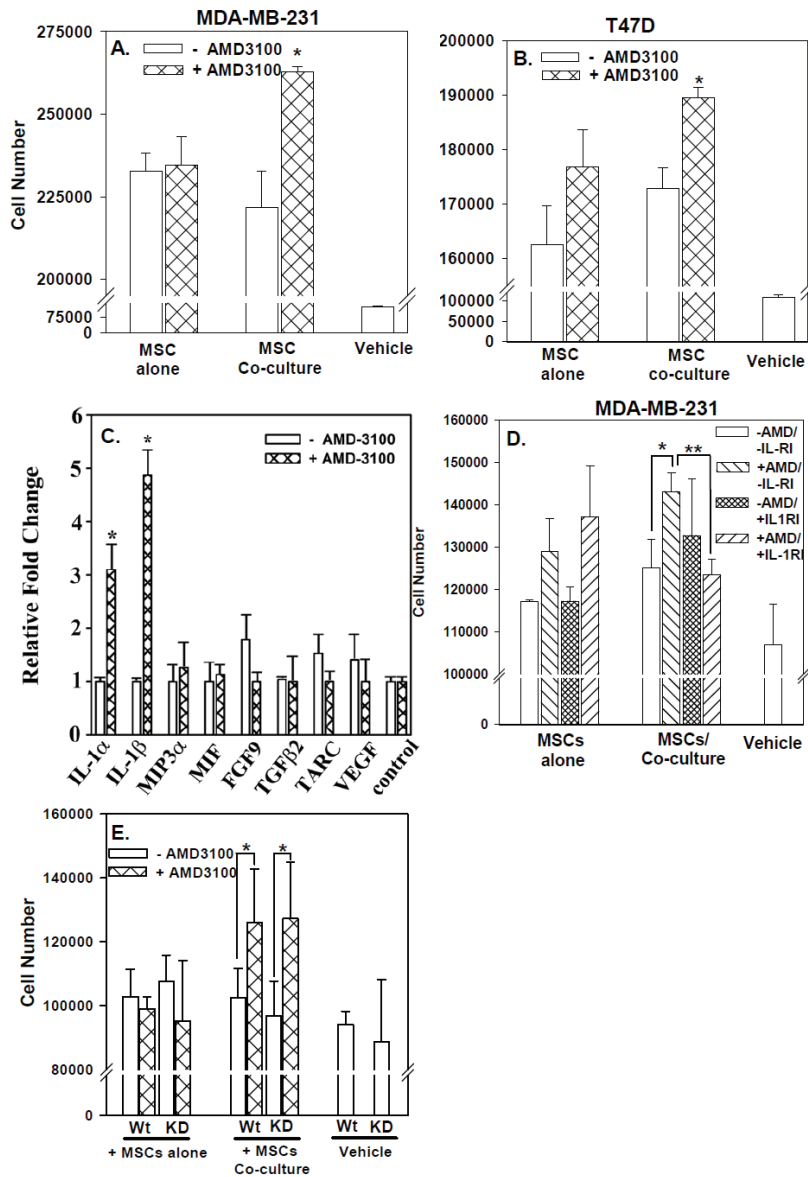 MDA-MB-231
A.
- AMD3100
+ AMD3100
*
Cell Number
275000
250000
225000
200000
75000
0
MSC alone
MSC Co-culture
Vehicle
T47D
B.
- AMD3100
+ AMD3100
*
200000
190000
180000
170000
160000
100000
50000
0
MSC alone
MSC co-culture
Vehicle
C.
- AMD-3100
+ AMD-3100
*
*
Relative Fold Change
6
5
4
3
2
1
0
IL-1α
IL-1β
MIP3α
MIF
FGF9
TGFβ2
TARC
VEGF
control
MDA-MB-231
D.
-AMD/
-IL-RI
+AMD/
-IL-RI
-AMD/
+IL1RI
+AMD/
+IL-1RI
*
**
Cell Number
160000
150000
140000
130000
120000
110000
100000
0
MSCs alone
MSCs/ Co-culture
Vehicle
E.
- AMD3100
+ AMD3100
*
*
Cell Number
160000
140000
120000
100000
80000
0
Wt KD
Wt KD
Wt KD
+ MSCs alone
+ MSCs Co-culture
Vehicle